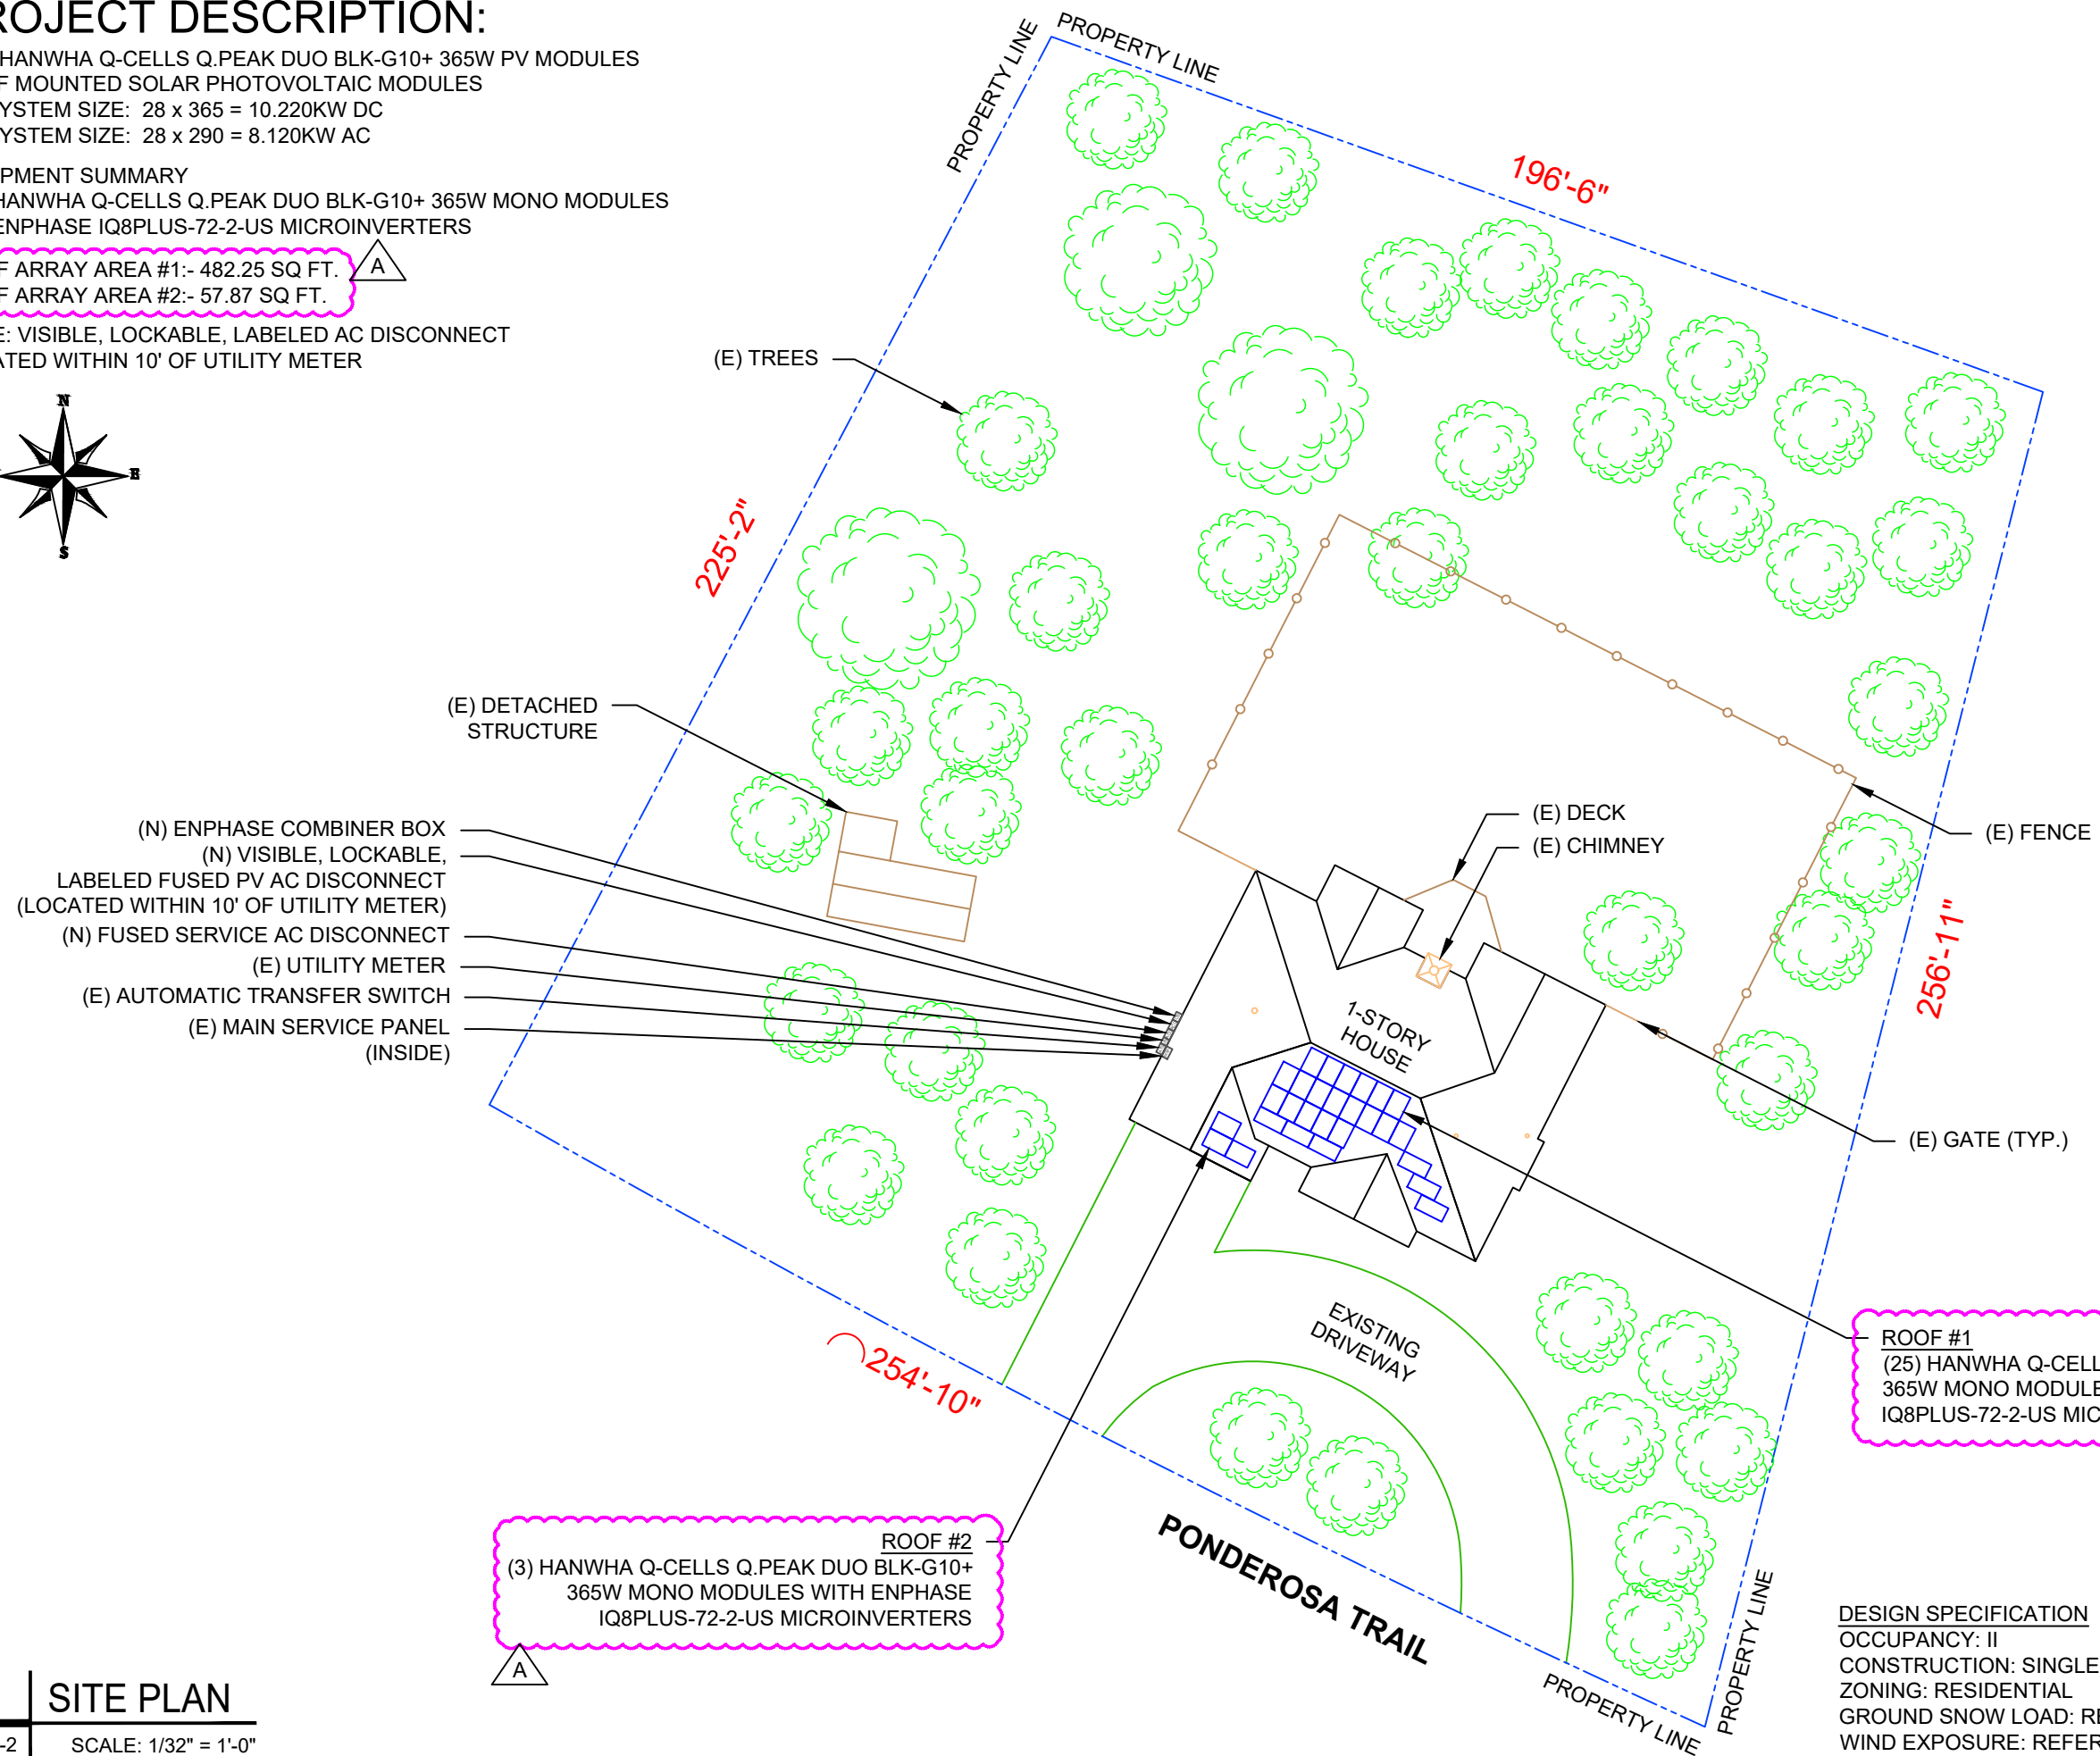 ROJECT DESCRIPTION:
HANWHA Q-CELLS Q.PEAK DUO BLK-G10+ 365W PV MODULES
F MOUNTED SOLAR PHOTOVOLTAIC MODULES
YSTEM SIZE: 28 x 365 = 10.220KW DC
YSTEM SIZE: 28 x 290 = 8.120KW AC
PMENT SUMMARY
HANWHA Q-CELLS Q.PEAK DUO BLK-G10+ 365W MONO MODULES
ENPHASE IQ8PLUS-72-2-US MICROINVERTERS
F ARRAY AREA #1:- 482.25 SQ FT.
F ARRAY AREA #2:- 57.87 SQ FT.
A
E: VISIBLE, LOCKABLE, LABELED AC DISCONNECT
ATED WITHIN 10' OF UTILITY METER
N
E
S
PROPERTY LINE
PROPERTY LINE
196'-6"
(E) TREES
225'-2"
(E) DETACHED
STRUCTURE
(N) ENPHASE COMBINER BOX
(N) VISIBLE, LOCKABLE,
LABELED FUSED PV AC DISCONNECT
(LOCATED WITHIN 10' OF UTILITY METER)
(N) FUSED SERVICE AC DISCONNECT
(E) UTILITY METER
(E) AUTOMATIC TRANSFER SWITCH
(E) MAIN SERVICE PANEL
(INSIDE)
(E) DECK
(E) CHIMNEY
(E) FENCE
256'-11"
1-STORY
HOUSE
(E) GATE (TYP.)
EXISTING
DRIVEWAY
254'-10"
ROOF #1
(25) HANWHA Q-CELL
365W MONO MODULE
IQ8PLUS-72-2-US MIC
ROOF #2
(3) HANWHA Q-CELLS Q.PEAK DUO BLK-G10+
365W MONO MODULES WITH ENPHASE
IQ8PLUS-72-2-US MICROINVERTERS
A
PONDEROSA TRAIL
PROPERTY LINE
PROPERTY LINE
DESIGN SPECIFICATION
OCCUPANCY: II
CONSTRUCTION: SINGLE
ZONING: RESIDENTIAL
GROUND SNOW LOAD: RE
WIND EXPOSURE: REFER
SITE PLAN
-2
SCALE: 1/32" = 1'-0"